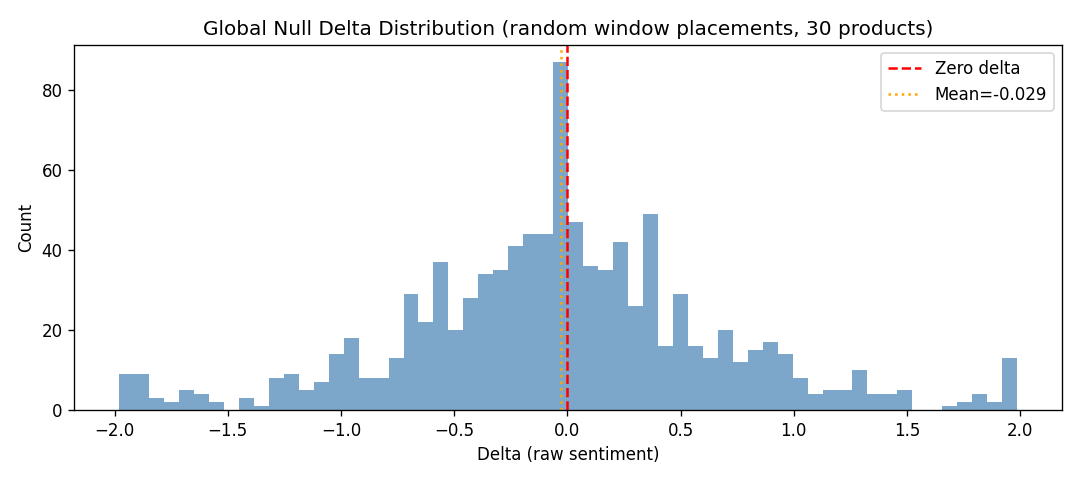 Global Null Delta Distribution (random window placements, 30 products)
Zero delta
Mean=-0.029
Count
80
60
40
20
0
−2.0 −1.5 −1.0 −0.5 0.0 0.5 1.0 1.5 2.0
Delta (raw sentiment)